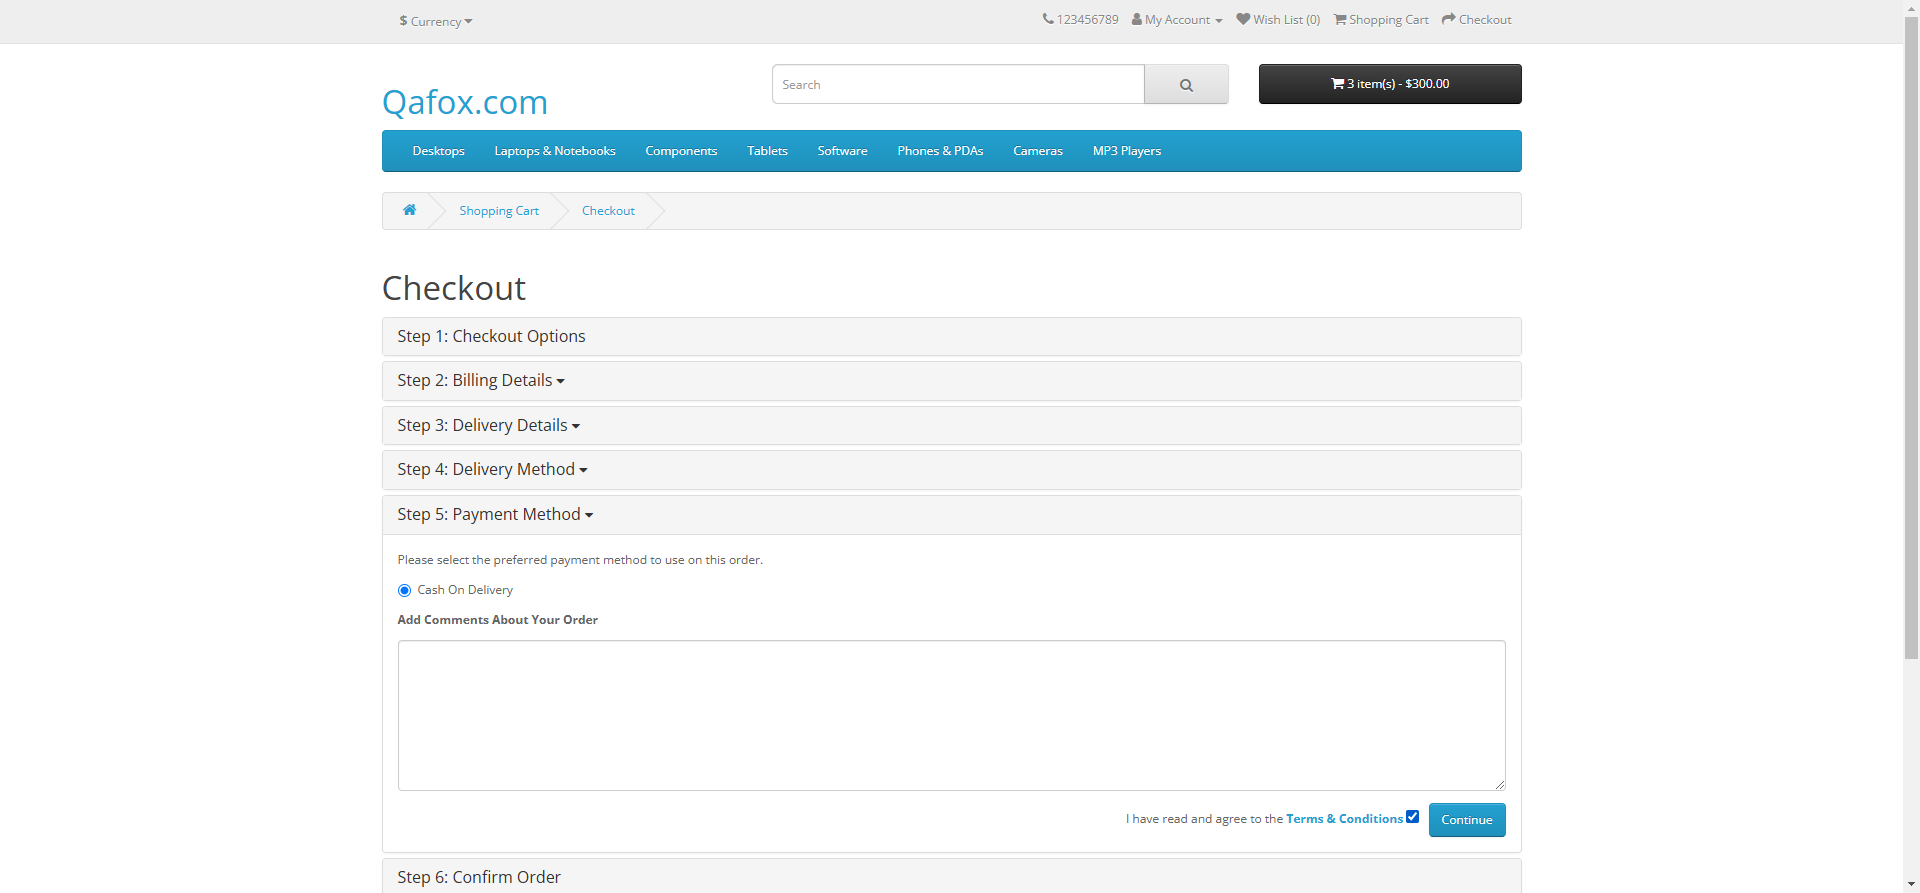 $ Currency
123456789 My Account Wish List (0) Shopping Cart Checkout
Qafox.com
Search
3 item(s) - $300.00
Desktops Laptops & Notebooks Components Tablets Software Phones & PDAs Cameras MP3 Players
Shopping Cart Checkout
Checkout
Step 1: Checkout Options
Step 2: Billing Details
Step 3: Delivery Details
Step 4: Delivery Method
Step 5: Payment Method
Please select the preferred payment method to use on this order.
Cash On Delivery
Add Comments About Your Order
I have read and agree to the Terms & Conditions Continue
Step 6: Confirm Order